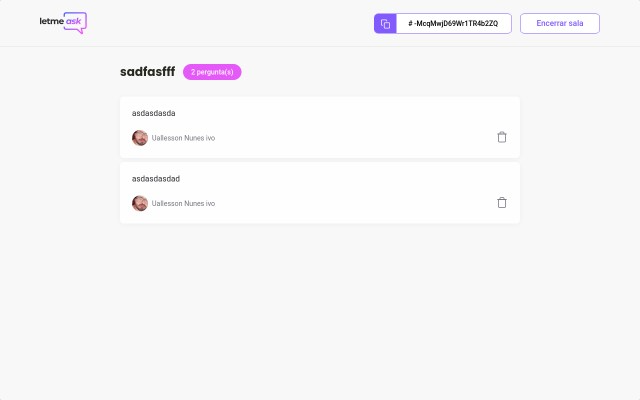 letme ask
# -McqMwjD69Wr1TR4b2ZQ
Encerrar sala
sadfasfff
2 pergunta(s)
asdasdasda
Uallesson Nunes ivo
asdasdasdad
Uallesson Nunes ivo